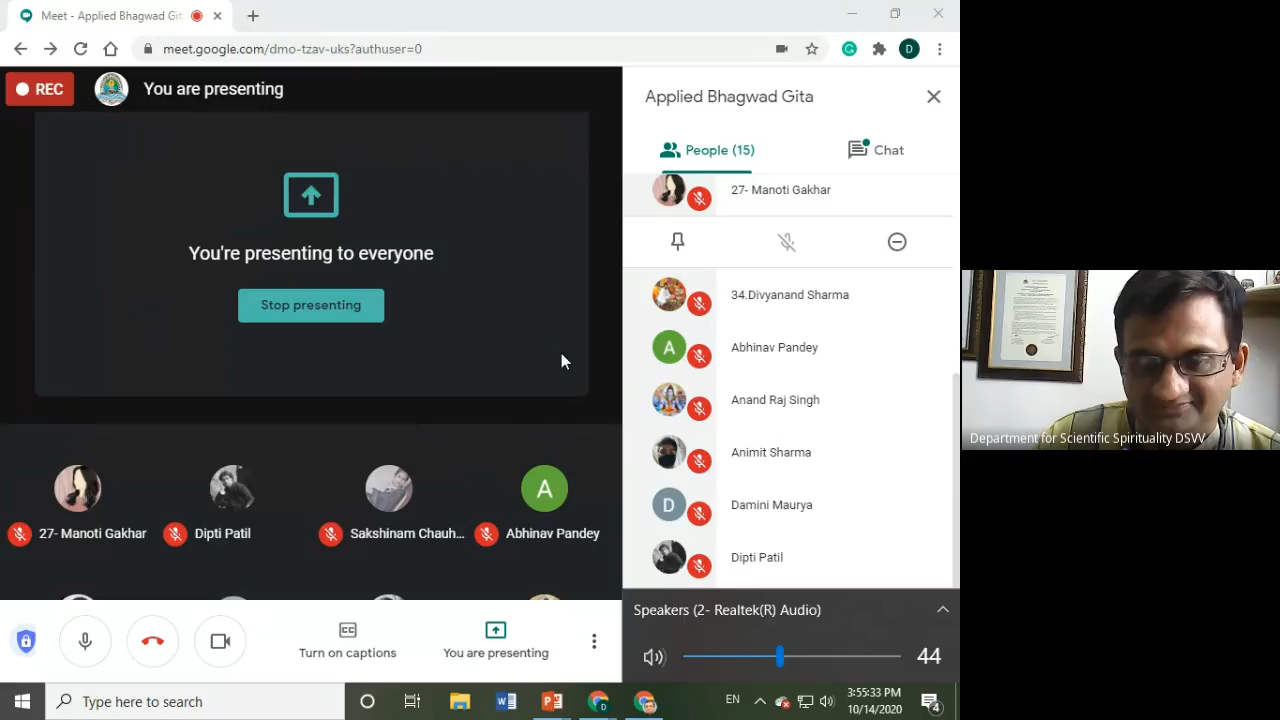 Meet - Applied Bhagwad Git
meet.google.com/dmo-tzav-uks?authuser=0
D
REC
You are presenting
Applied Bhagwad Gita
People (15)
Chat
27- Manoti Gakhar
You're presenting to everyone
Stop presenting
34.Divyanand Sharma
A
Abhinav Pandey
Anand Raj Singh
Animit Sharma
D
Damini Maurya
Dipti Patil
A
27- Manoti Gakhar
Dipti Patil
Sakshinam Chauh...
Abhinav Pandey
Department for Scientific Spirituality DSVV
Speakers (2- Realtek(R) Audio)
44
CC
Turn on captions
You are presenting
Type here to search
EN
3:55:33 PM
10/14/2020
4